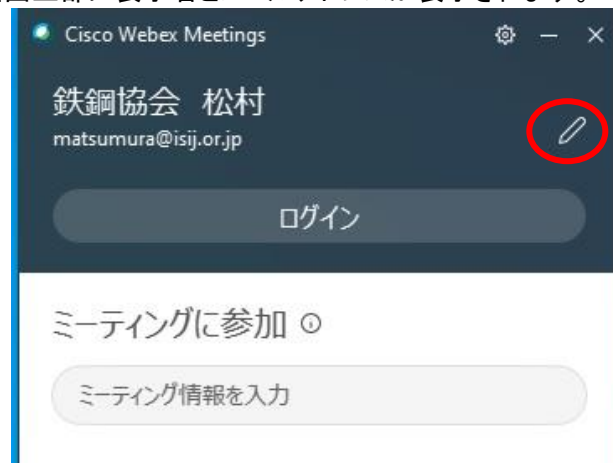 Cisco Webex Meetings
鉄鋼協会 松村
matsumura@isij.or.jp
ログイン
ミーティングに参加
ミーティング情報を入力